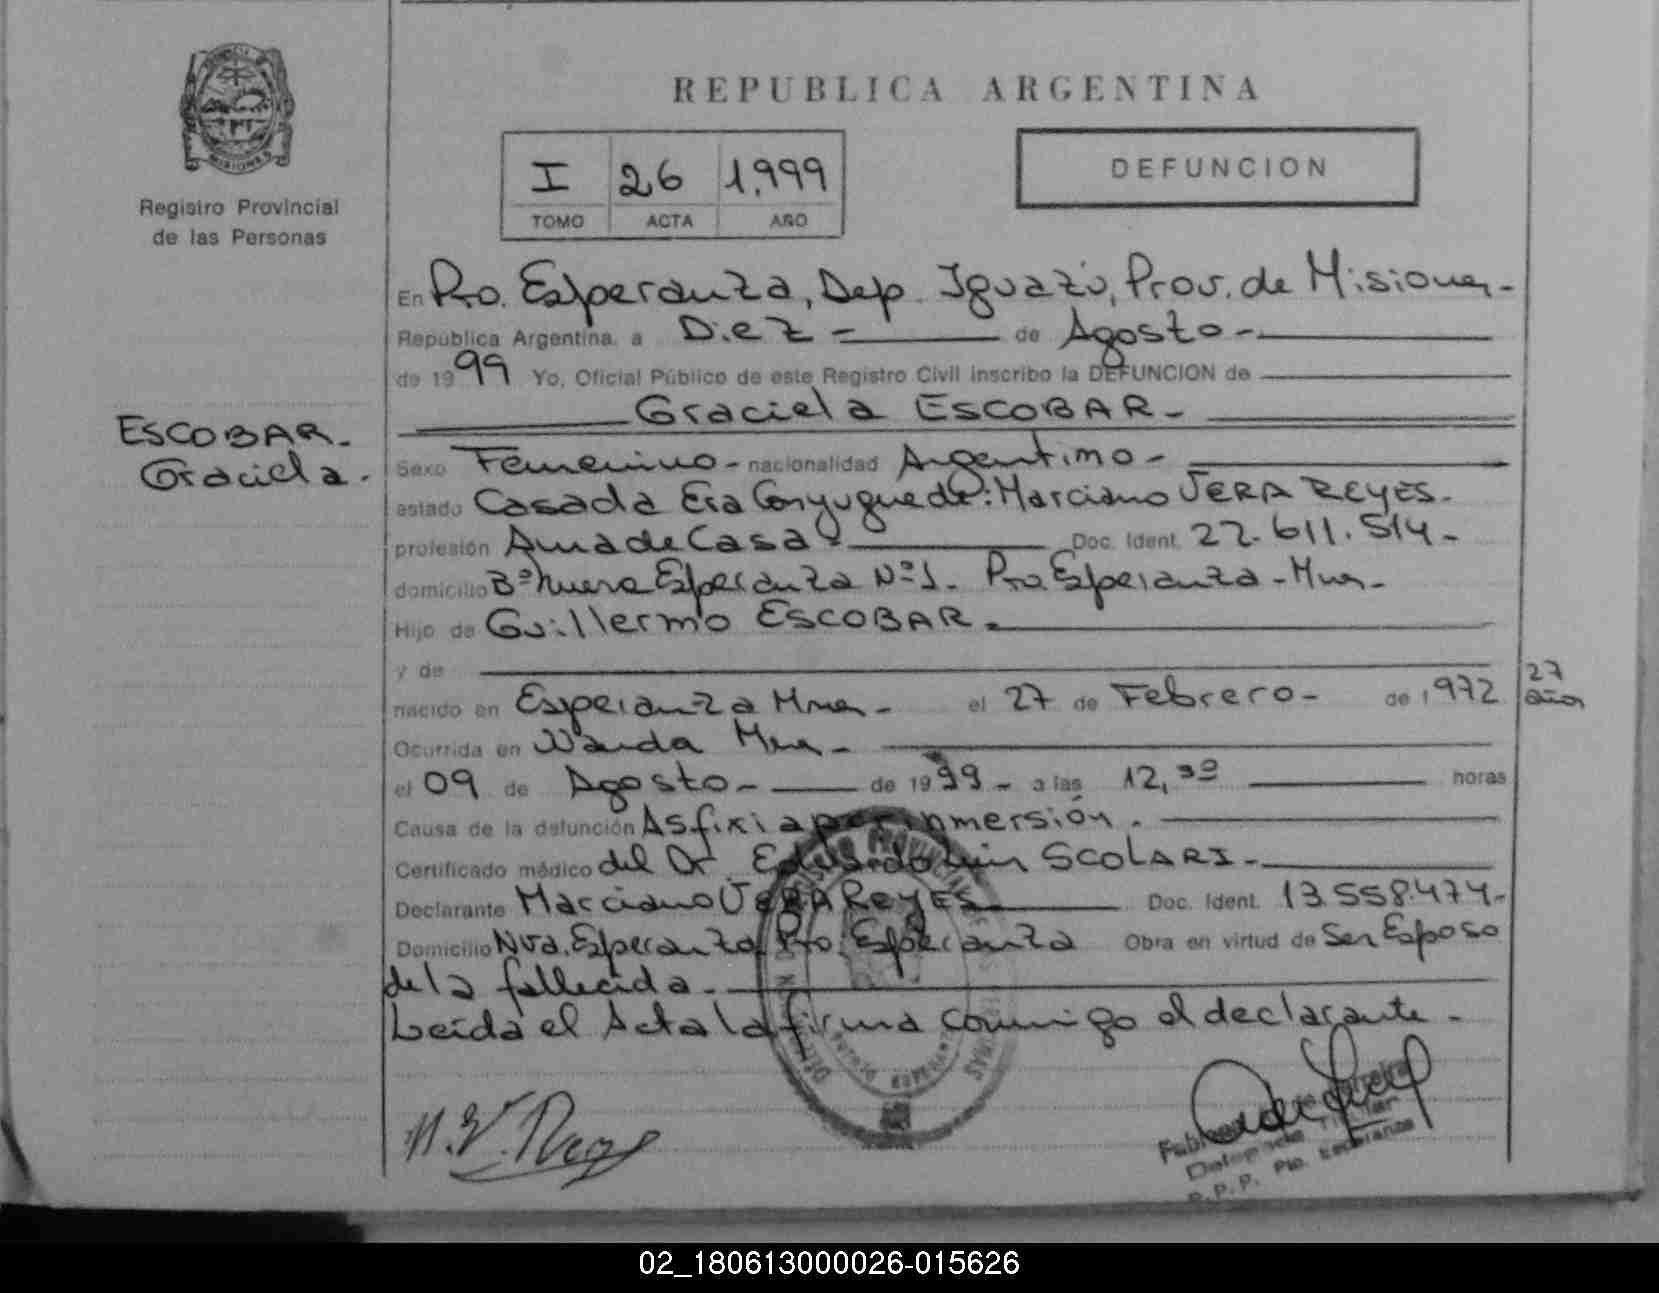 REPUBLICA ARGENTINA
MISIONES
Registro Provincial
de las Personas
I 26 1.999
TOMO ACTA AÑO
DEFUNCION
En Pto. Esperanza, Dep. Iguazú, Prov. de Misiones.-
Republica Argentina, a Diez - de Agosto -
de 1999 Yo, Oficial Público de este Registro Civil inscribo la DEFUNCION de
Graciela ESCOBAR.-
ESCOBAR.-
Graciela.
Sexo Femenino - nacionalidad Argentino -
estado Casada Era Conyugue de: Marciano VERA REYES.-
profesión Ama de Casa - Doc. Ident. 22.611.514-
domicilio Bº Nueva Esperanza Nº1. Pto Esperanza - Mnes.-
Hijo de Guillermo ESCOBAR.
y de
nacido en Esperanza Mnes.- el 27 de Febrero - de 1972
27
años
Ocurrida en Wanda Mnes.-
el 09 de Agosto - de 1999 - a las 12,30 horas
Causa de la defunción Asfixia por inmersión.
Certificado médico del Dr. Eduardo Luis SCOLARI.-
Declarante Marciano VERA REYES Doc. Ident. 13.558.474-
Domicilio Nva. Esperanza Pto. Esperanza Obra en virtud de Ser Esposo
de la fallecida.
Leída el Acta la firma conmigo el declarante.-
M. V. Reyes
R.P.P. Pto. Esperanza
02_180613000026-015626